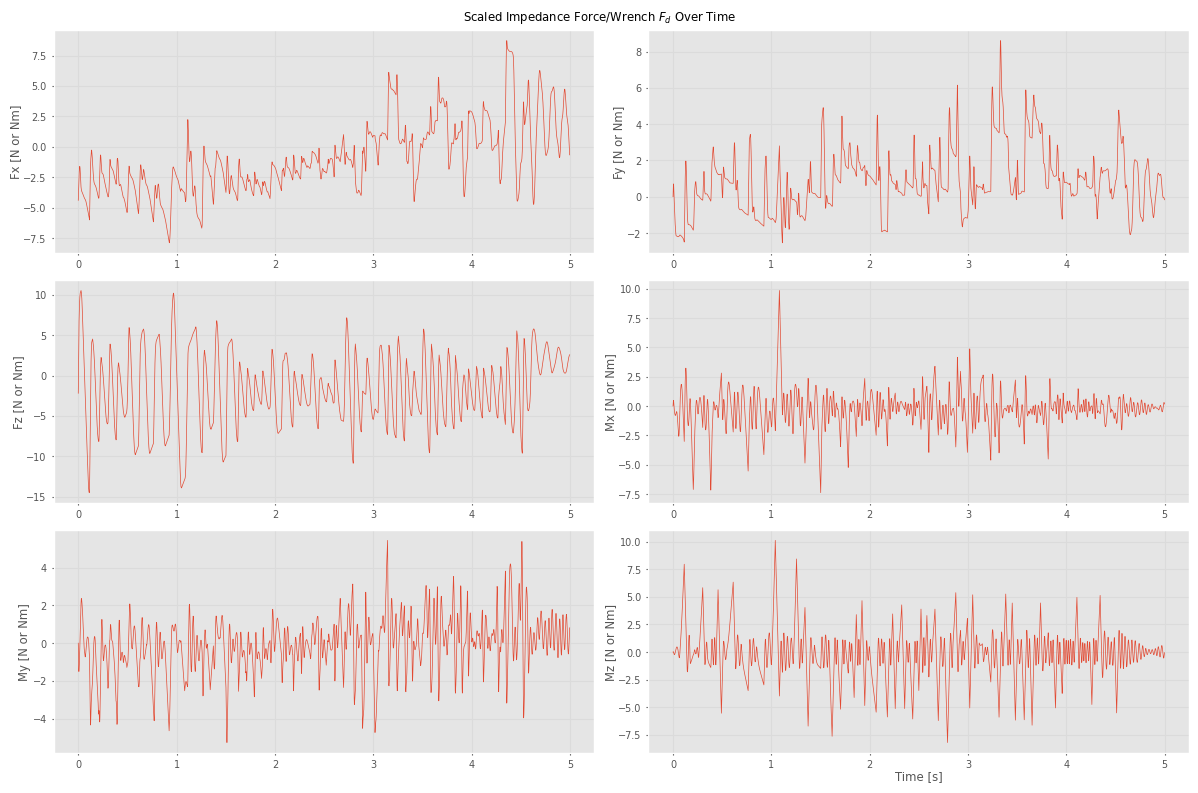 Scaled Impedance Force/Wrench F_d Over Time
Fx [N or Nm]
7.5
5.0
2.5
0.0
−2.5
−5.0
−7.5
0 1 2 3 4 5
Fy [N or Nm]
8
6
4
2
0
−2
0 1 2 3 4 5
Fz [N or Nm]
10
5
0
−5
−10
−15
0 1 2 3 4 5
Mx [N or Nm]
10.0
7.5
5.0
2.5
0.0
−2.5
−5.0
−7.5
0 1 2 3 4 5
My [N or Nm]
4
2
0
−2
−4
0 1 2 3 4 5
Mz [N or Nm]
10.0
7.5
5.0
2.5
0.0
−2.5
−5.0
−7.5
0 1 2 3 4 5
Time [s]